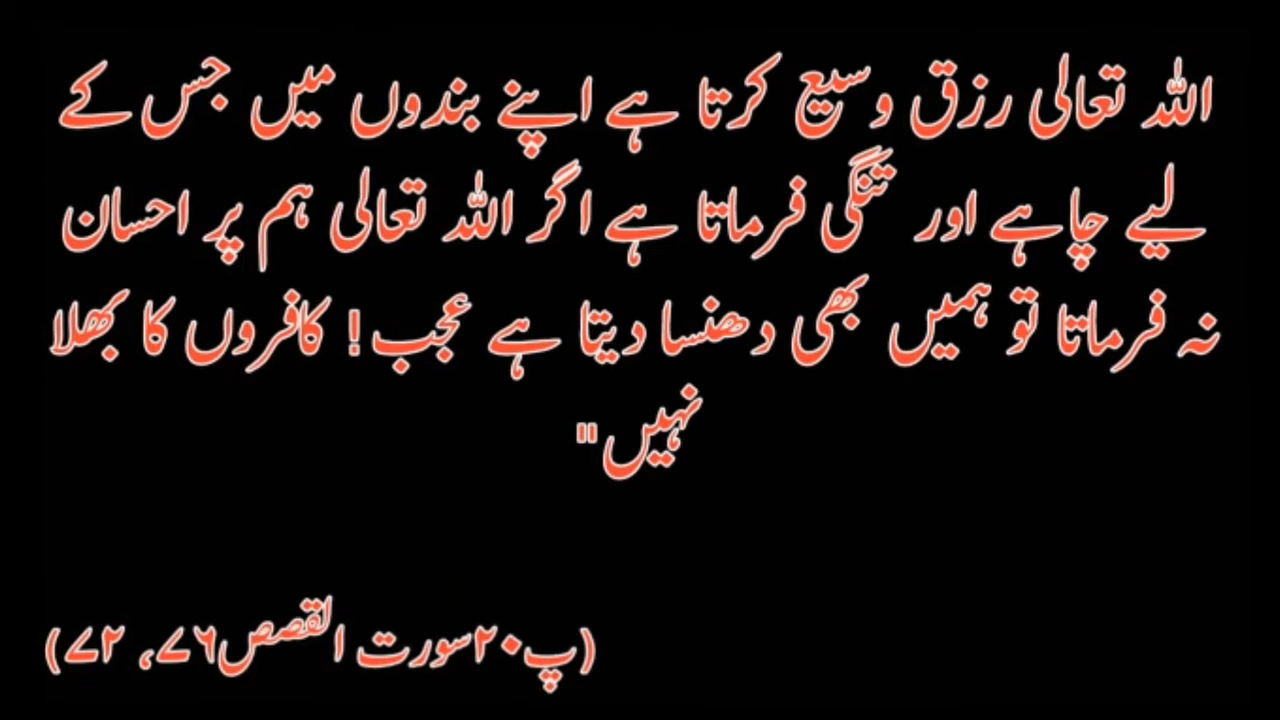 اللہ تعالی رزق وسیع کرتا ہے اپنے بندوں میں جس کے
لیے چاہے اور تنگی فرماتا ہے اگر اللہ تعالی ہم پر احسان
نہ فرماتا تو ہمیں بھی دھنسا دیتا ہے عجب! کافروں کا بھلا
نہیں"
(پ۲۰سورت القصص۷۶، ۷۲)